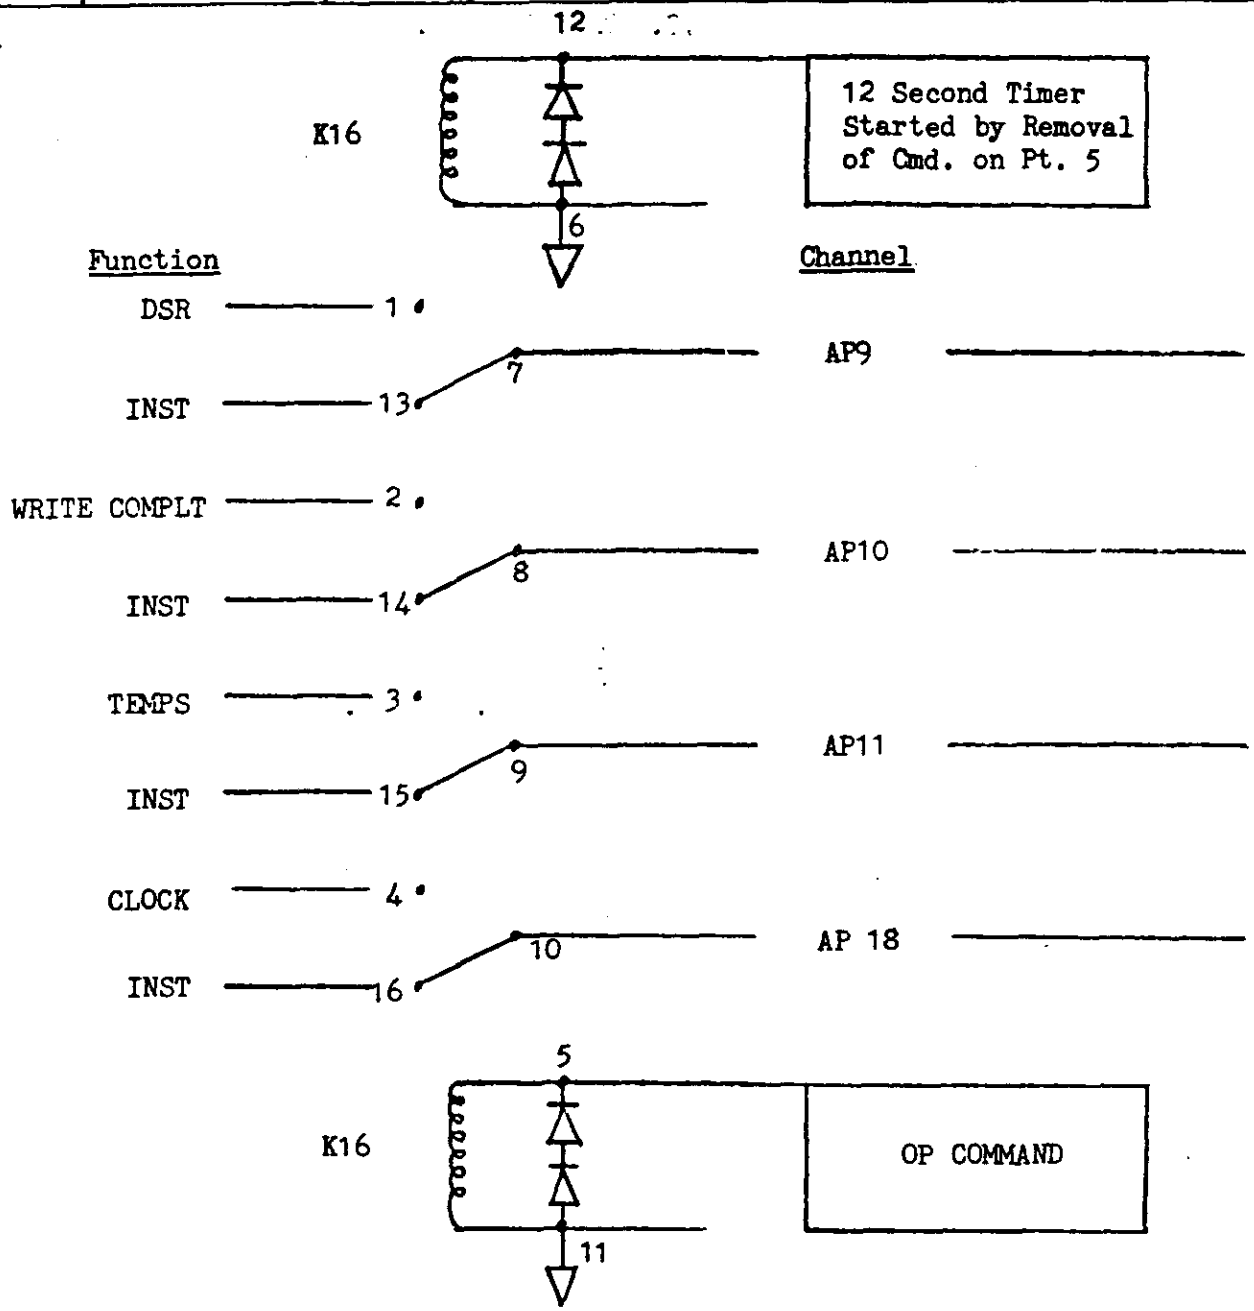 12
K16
12 Second Timer
Started by Removal
of Cmd. on Pt. 5
6
Function
Channel
DSR 1
7 AP9
INST 13
WRITE COMPLT 2
8 AP10
INST 14
TEMPS 3
9 AP11
INST 15
CLOCK 4
10 AP 18
INST 16
5
K16
OP COMMAND
11